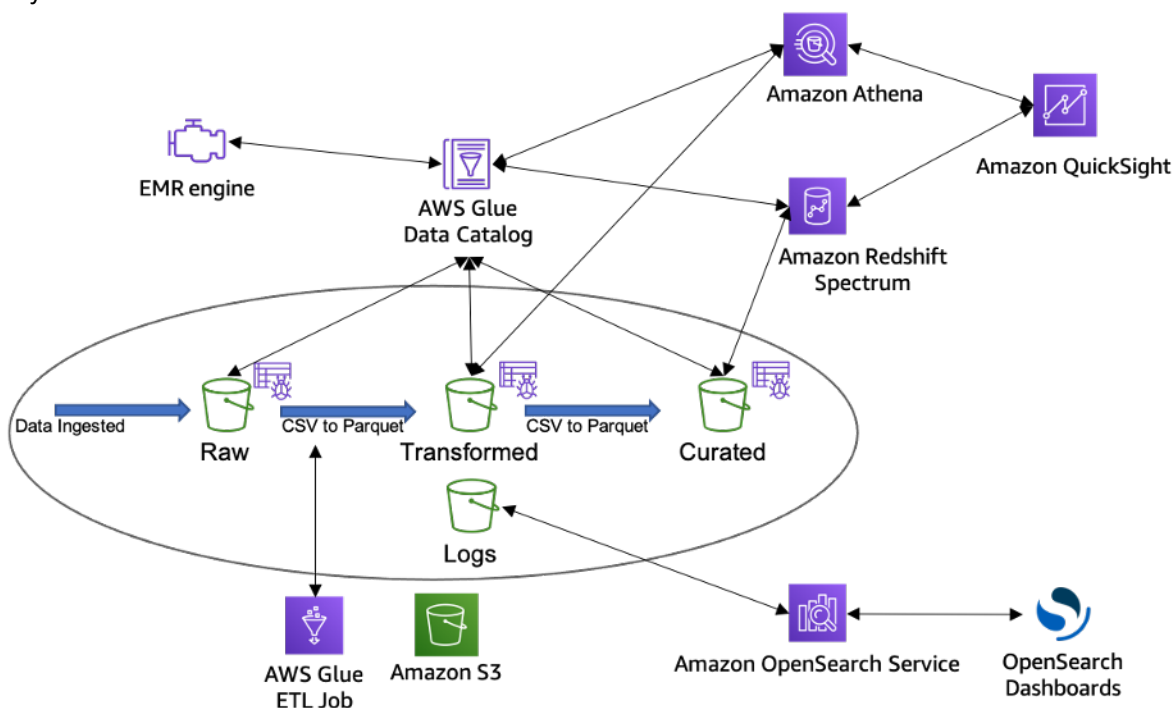 Amazon Athena
Amazon QuickSight
EMR engine
AWS Glue
Data Catalog
Amazon Redshift
Spectrum
Data Ingested
CSV to Parquet
CSV to Parquet
Raw
Transformed
Curated
Logs
AWS Glue
ETL Job
Amazon S3
Amazon OpenSearch Service
OpenSearch
Dashboards